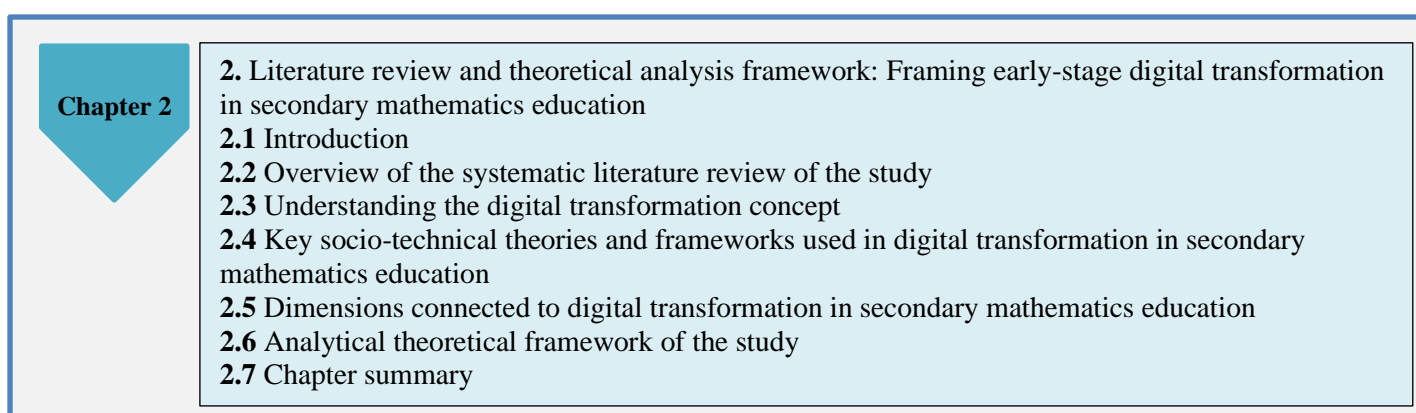 Chapter 2
2. Literature review and theoretical analysis framework: Framing early-stage digital transformation
in secondary mathematics education
2.1 Introduction
2.2 Overview of the systematic literature review of the study
2.3 Understanding the digital transformation concept
2.4 Key socio-technical theories and frameworks used in digital transformation in secondary
mathematics education
2.5 Dimensions connected to digital transformation in secondary mathematics education
2.6 Analytical theoretical framework of the study
2.7 Chapter summary